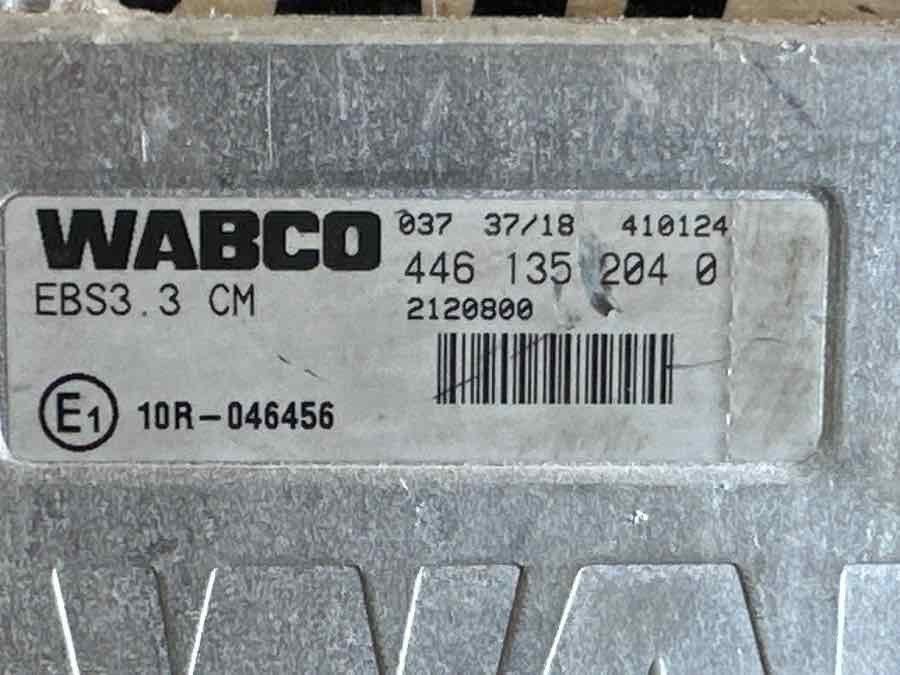 WABCO
037 37/18 410124
446 135 204 0
EBS3.3 CM
2120800
E1 10R-046456